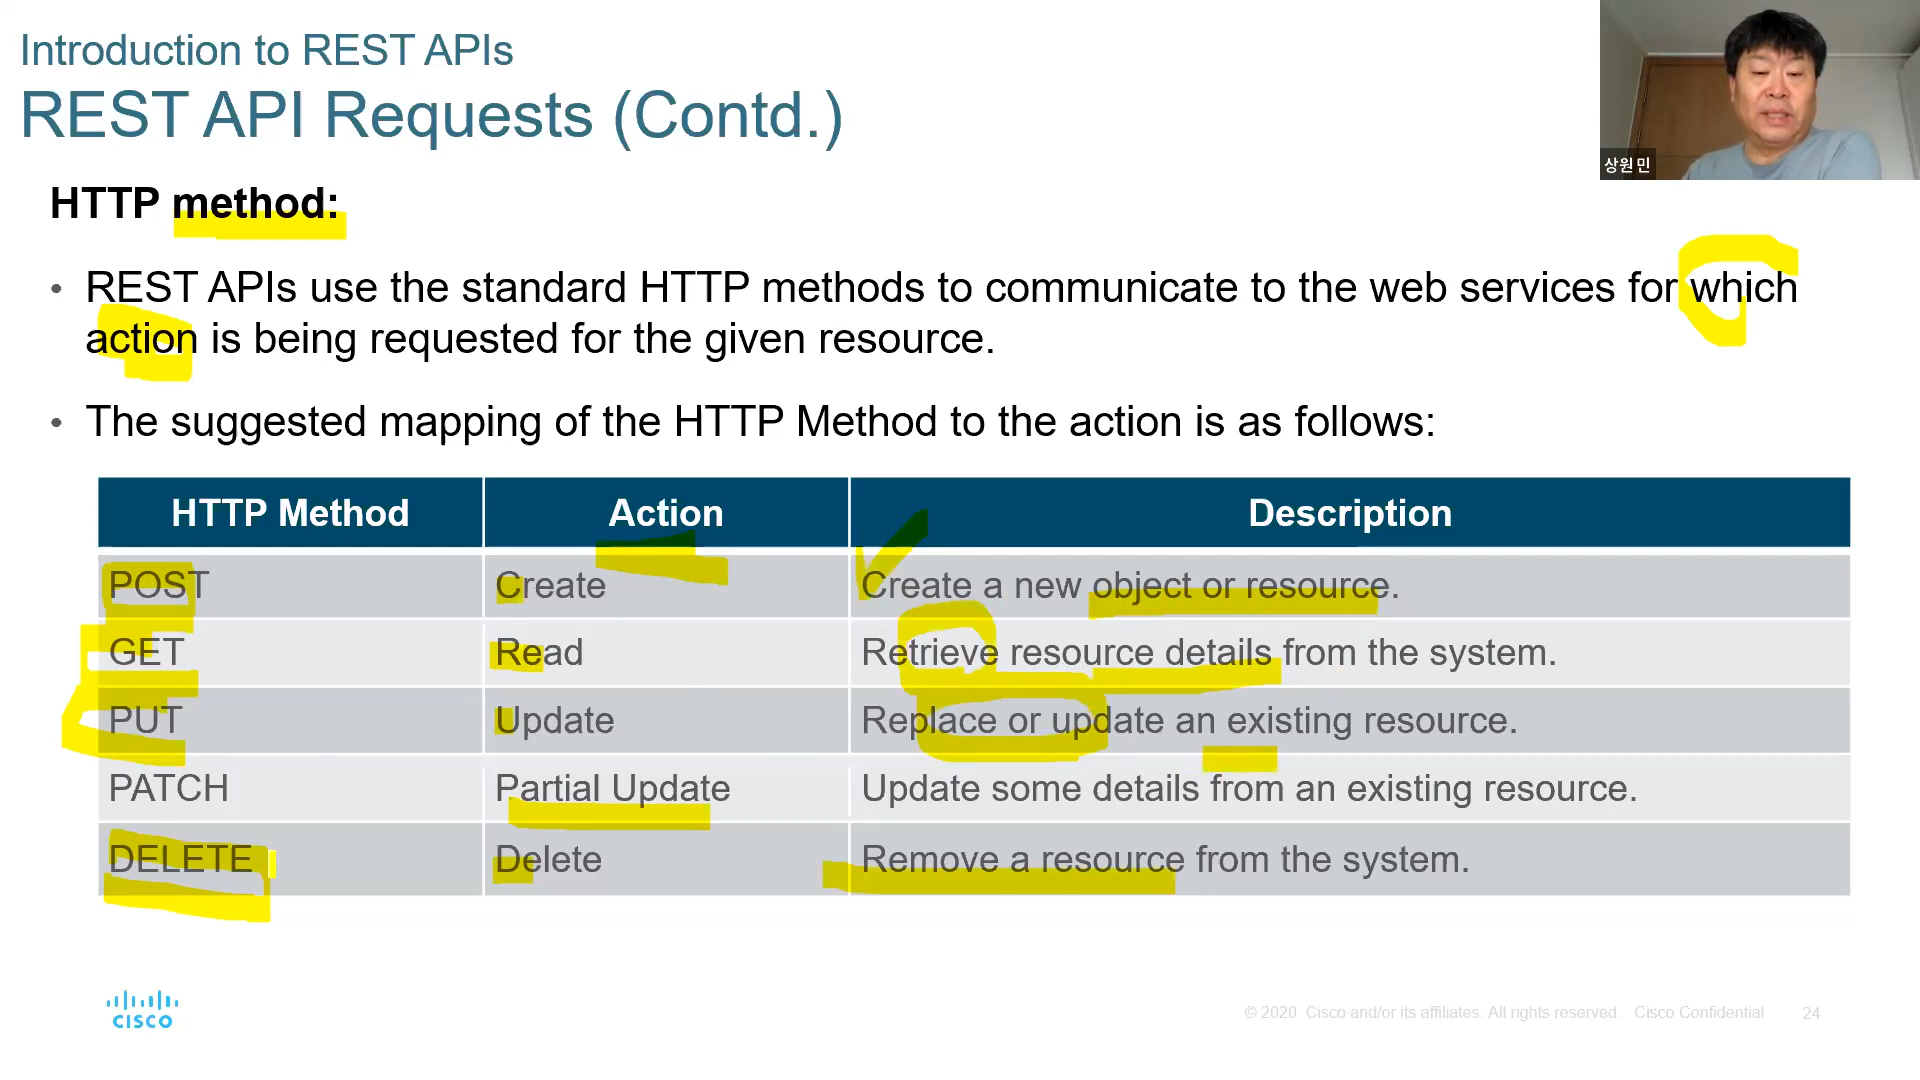 Introduction to REST APIs
REST API Requests (Contd.)
상원 민
HTTP method:
• REST APIs use the standard HTTP methods to communicate to the web services for which
action is being requested for the given resource.
• The suggested mapping of the HTTP Method to the action is as follows:
HTTP Method Action Description
POST Create Create a new object or resource.
GET Read Retrieve resource details from the system.
PUT Update Replace or update an existing resource.
PATCH Partial Update Update some details from an existing resource.
DELETE Delete Remove a resource from the system.
CISCO
© 2020 Cisco and/or its affiliates. All rights reserved. Cisco Confidential 24